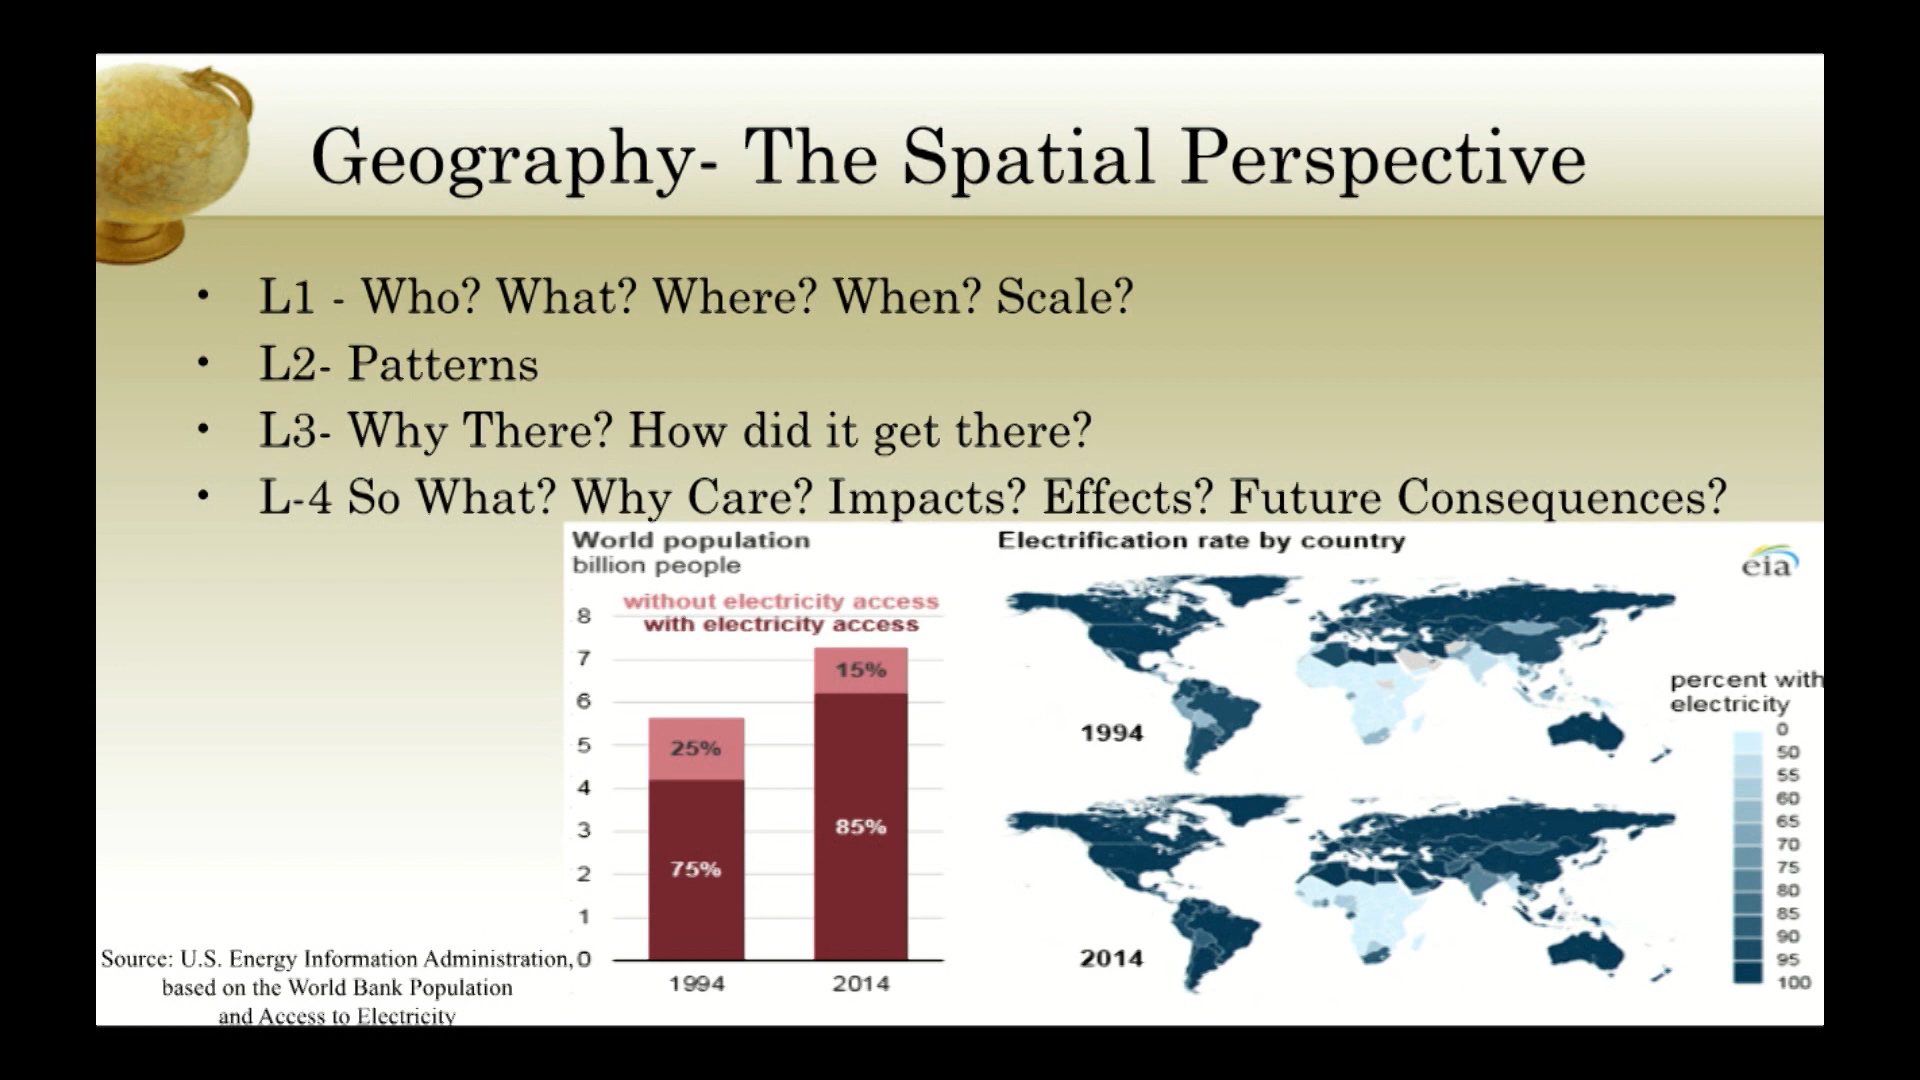 Geography- The Spatial Perspective
• L1 - Who? What? Where? When? Scale?
• L2- Patterns
• L3- Why There? How did it get there?
• L-4 So What? Why Care? Impacts? Effects? Future Consequences?
World population
billion people
without electricity access
with electricity access
8
7
6
5
4
3
2
1
0
25%
75%
15%
85%
1994
2014
Electrification rate by country
eia
1994
2014
percent with
electricity
0
50
55
60
65
70
75
80
85
90
95
100
Source: U.S. Energy Information Administration,
based on the World Bank Population
and Access to Electricity